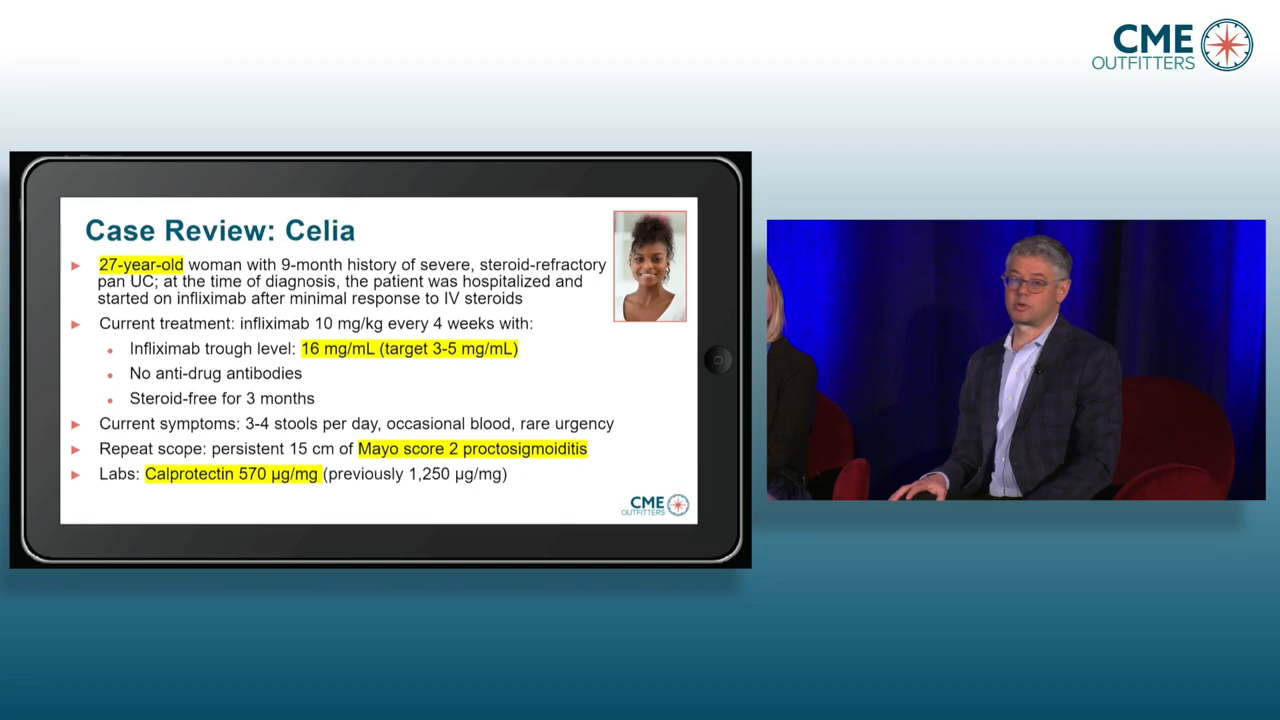 CME
OUTFITTERS
Case Review: Celia
27-year-old woman with 9-month history of severe, steroid-refractory
pan UC; at the time of diagnosis, the patient was hospitalized and
started on infliximab after minimal response to IV steroids
Current treatment: infliximab 10 mg/kg every 4 weeks with:
Infliximab trough level: 16 mg/mL (target 3-5 mg/mL)
No anti-drug antibodies
Steroid-free for 3 months
Current symptoms: 3-4 stools per day, occasional blood, rare urgency
Repeat scope: persistent 15 cm of Mayo score 2 proctosigmoiditis
Labs: Calprotectin 570 µg/mg (previously 1,250 µg/mg)
CME
OUTFITTERS